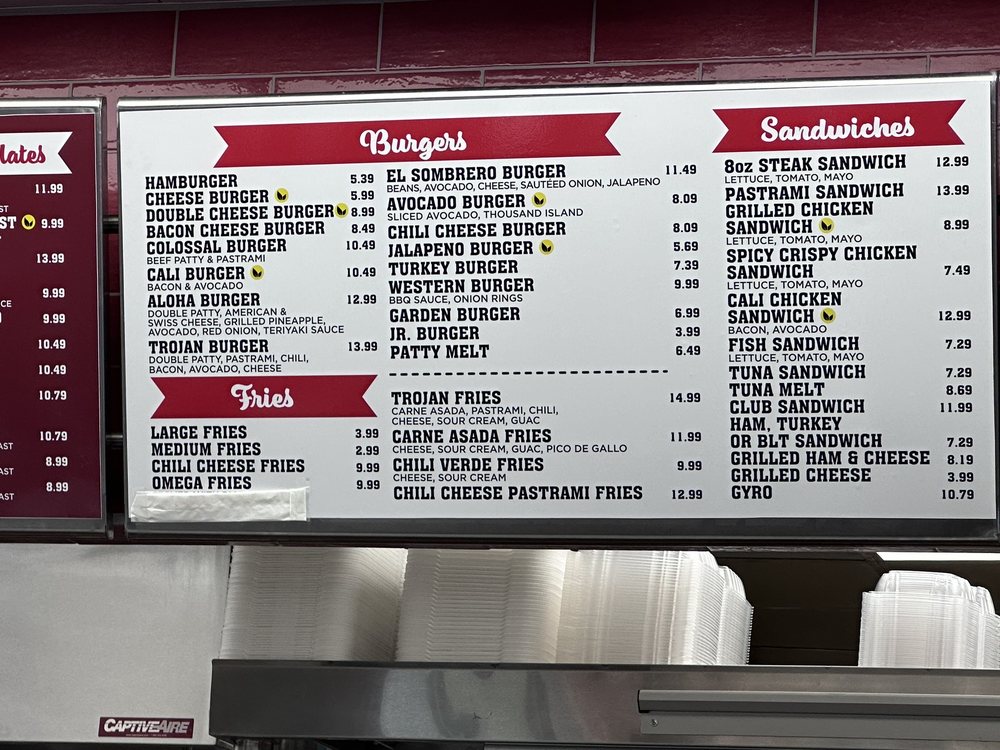 lates
11.99
ST
ST 9.99
13.99
9.99
CE
9.99
10.49
10.49
10.79
10.79
AST
8.99
AST
8.99
AST
Burgers
HAMBURGER 5.39
CHEESE BURGER 5.99
DOUBLE CHEESE BURGER 8.99
BACON CHEESE BURGER 8.49
COLOSSAL BURGER 10.49
BEEF PATTY & PASTRAMI
CALI BURGER 10.49
BACON & AVOCADO
ALOHA BURGER 12.99
DOUBLE PATTY, AMERICAN &
SWISS CHEESE, GRILLED PINEAPPLE,
AVOCADO, RED ONION, TERIYAKI SAUCE
TROJAN BURGER 13.99
DOUBLE PATTY, PASTRAMI, CHILI,
BACON, AVOCADO, CHEESE
EL SOMBRERO BURGER 11.49
BEANS, AVOCADO, CHEESE, SAUTÉED ONION, JALAPENO
AVOCADO BURGER 8.09
SLICED AVOCADO, THOUSAND ISLAND
CHILI CHEESE BURGER 8.09
JALAPENO BURGER 5.69
TURKEY BURGER 7.39
WESTERN BURGER 9.99
BBQ SAUCE, ONION RINGS
GARDEN BURGER 6.99
JR. BURGER 3.99
PATTY MELT 6.49
Fries
LARGE FRIES 3.99
MEDIUM FRIES 2.99
CHILI CHEESE FRIES 9.99
OMEGA FRIES 9.99
TROJAN FRIES 14.99
CARNE ASADA, PASTRAMI, CHILI,
CHEESE, SOUR CREAM, GUAC
CARNE ASADA FRIES 11.99
CHEESE, SOUR CREAM, GUAC, PICO DE GALLO
CHILI VERDE FRIES 9.99
CHEESE, SOUR CREAM
CHILI CHEESE PASTRAMI FRIES 12.99
Sandwiches
8oz STEAK SANDWICH 12.99
LETTUCE, TOMATO, MAYO
PASTRAMI SANDWICH 13.99
GRILLED CHICKEN
SANDWICH 8.99
LETTUCE, TOMATO, MAYO
SPICY CRISPY CHICKEN
SANDWICH 7.49
LETTUCE, TOMATO, MAYO
CALI CHICKEN
SANDWICH 12.99
BACON, AVOCADO
FISH SANDWICH 7.29
LETTUCE, TOMATO, MAYO
TUNA SANDWICH 7.29
TUNA MELT 8.69
CLUB SANDWICH 11.99
HAM, TURKEY
OR BLT SANDWICH 7.29
GRILLED HAM & CHEESE 8.19
GRILLED CHEESE 3.99
GYRO 10.79
CAPTIVEAIRE